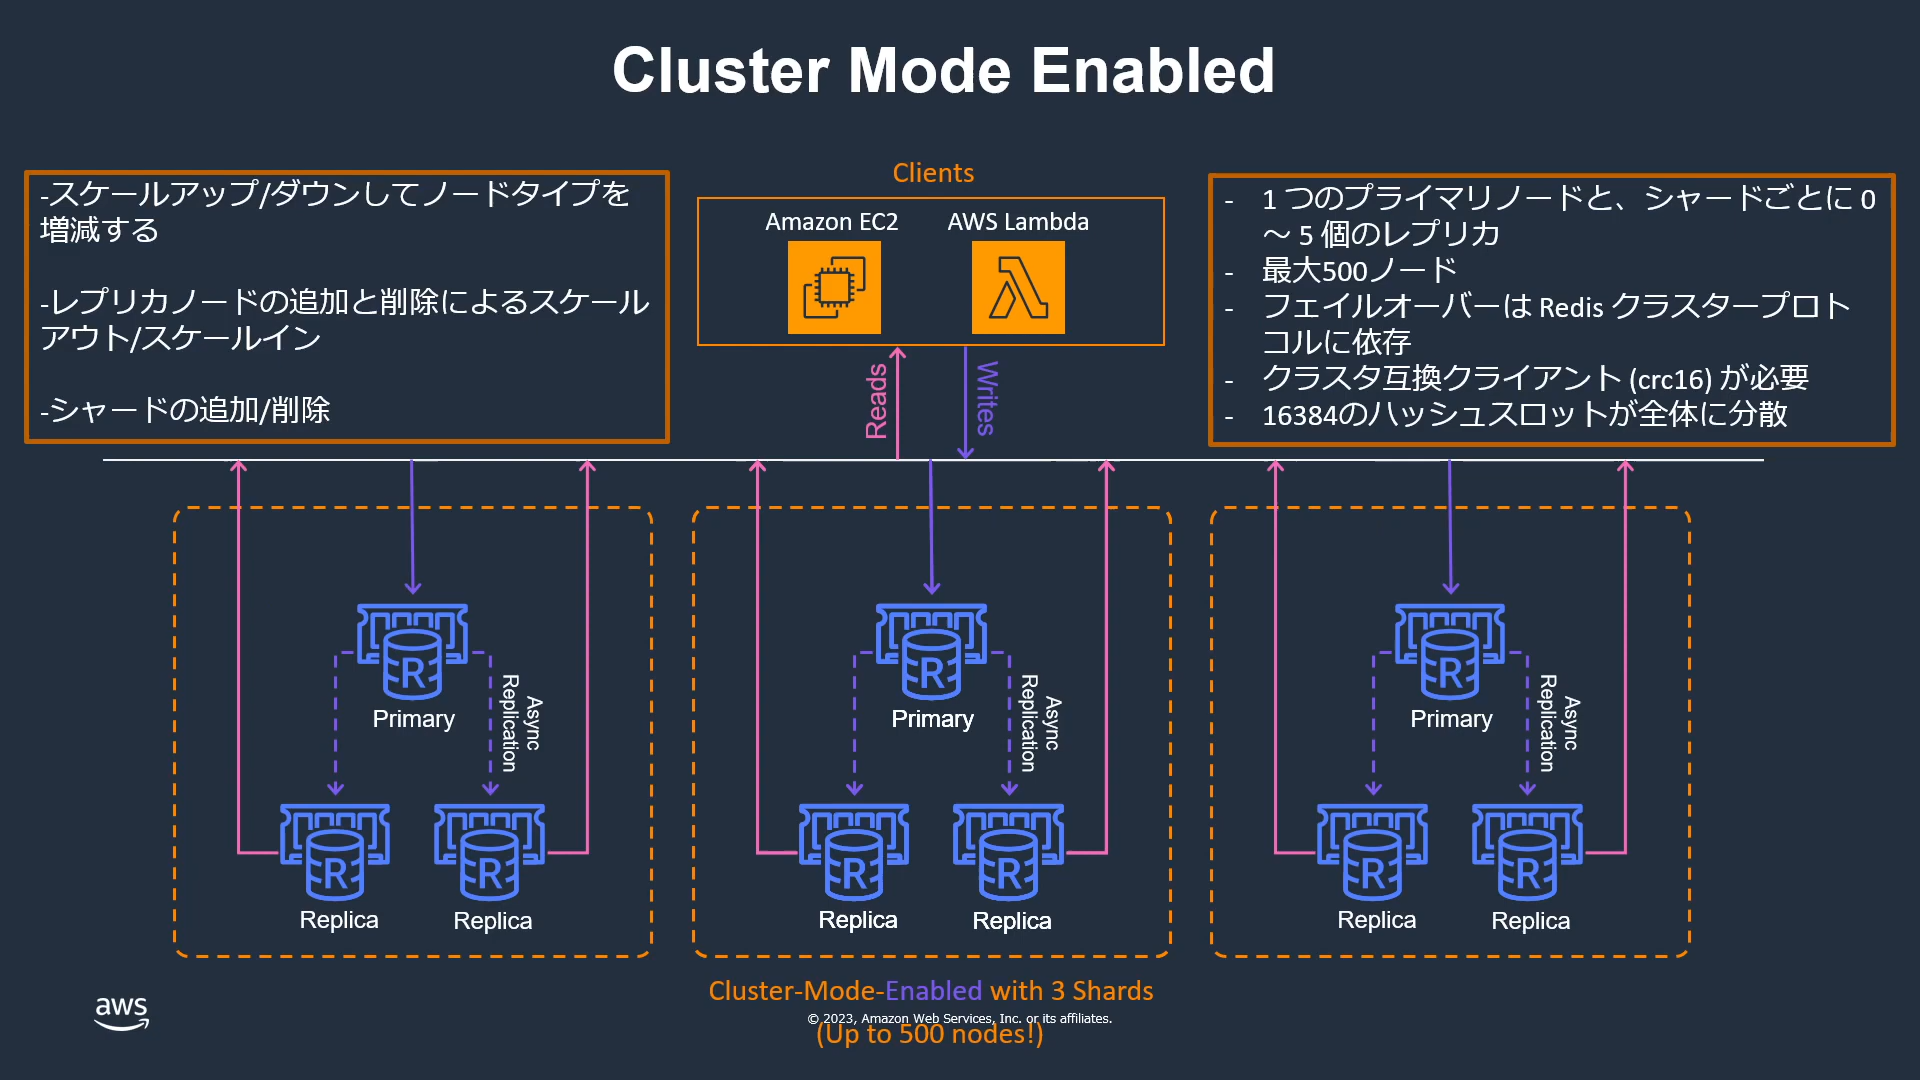 Cluster Mode Enabled
-スケールアップ/ダウンしてノードタイプを
増減する
-レプリカノードの追加と削除によるスケール
アウト/スケールイン
-シャードの追加/削除
Clients
Amazon EC2
AWS Lambda
Reads
Writes
- 1 つのプライマリノードと、シャードごとに 0
～ 5 個のレプリカ
- 最大500ノード
- フェイルオーバーは Redis クラスタープロト
コルに依存
- クラスタ互換クライアント (crc16) が必要
- 16384のハッシュスロットが全体に分散
R
Primary
Async
Replication
R
Replica
R
Replica
R
Primary
Async
Replication
R
Replica
R
Replica
R
Primary
Async
Replication
R
Replica
R
Replica
Cluster-Mode-Enabled with 3 Shards
(Up to 500 nodes!)
© 2023, Amazon Web Services, Inc. or its affiliates.
aws